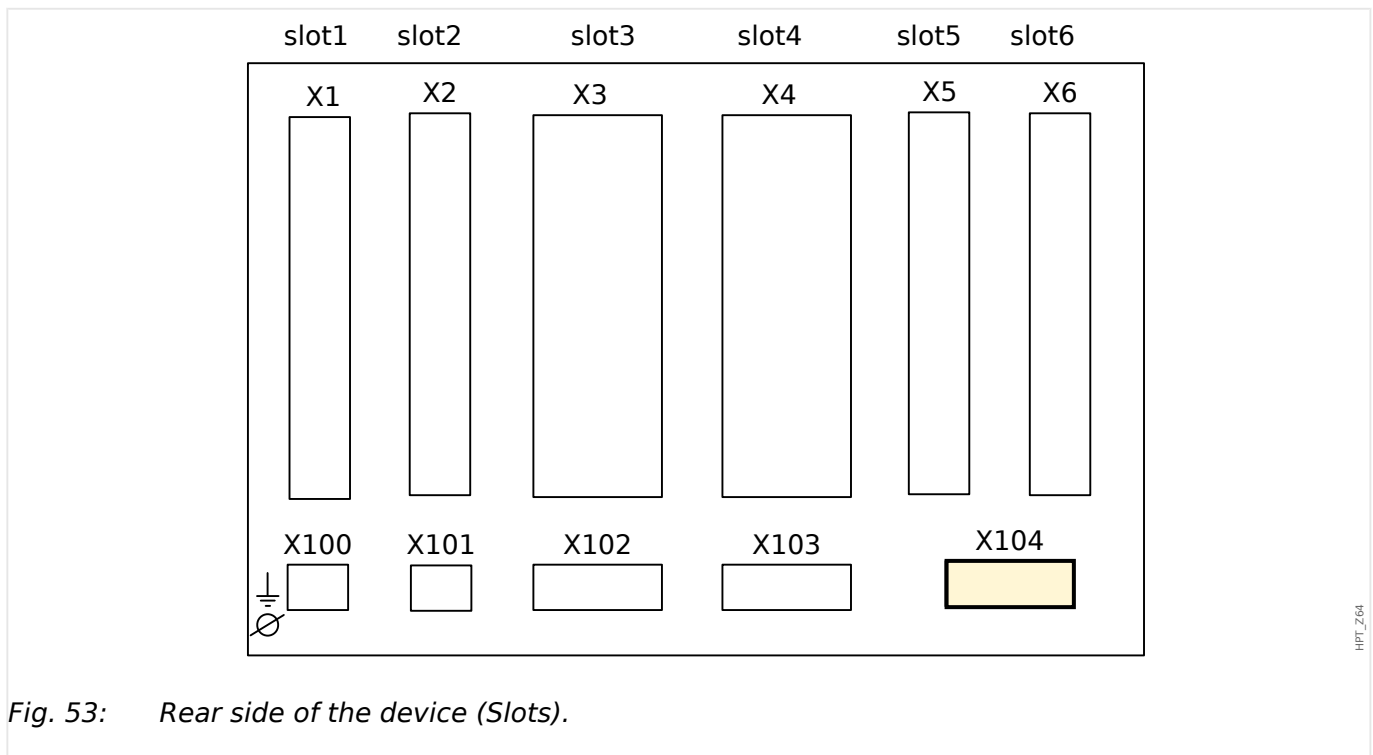 slot1 slot2 slot3 slot4 slot5 slot6
X1 X2 X3 X4 X5 X6
X100 X101 X102 X103 X104
HPT_Z64
Fig. 53: Rear side of the device (Slots).